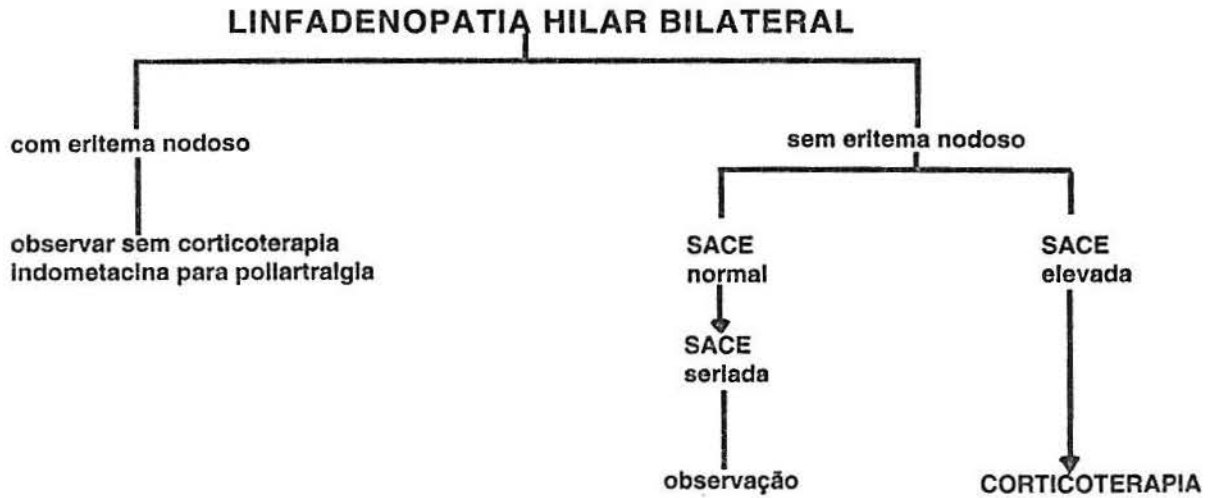 LINFADENOPATIA HILAR BILATERAL
com eritema nodoso
sem eritema nodoso
observar sem corticoterapia
indometacina para poliartralgia
SACE
normal
SACE
elevada
SACE
seriada
observação
CORTICOTERAPIA